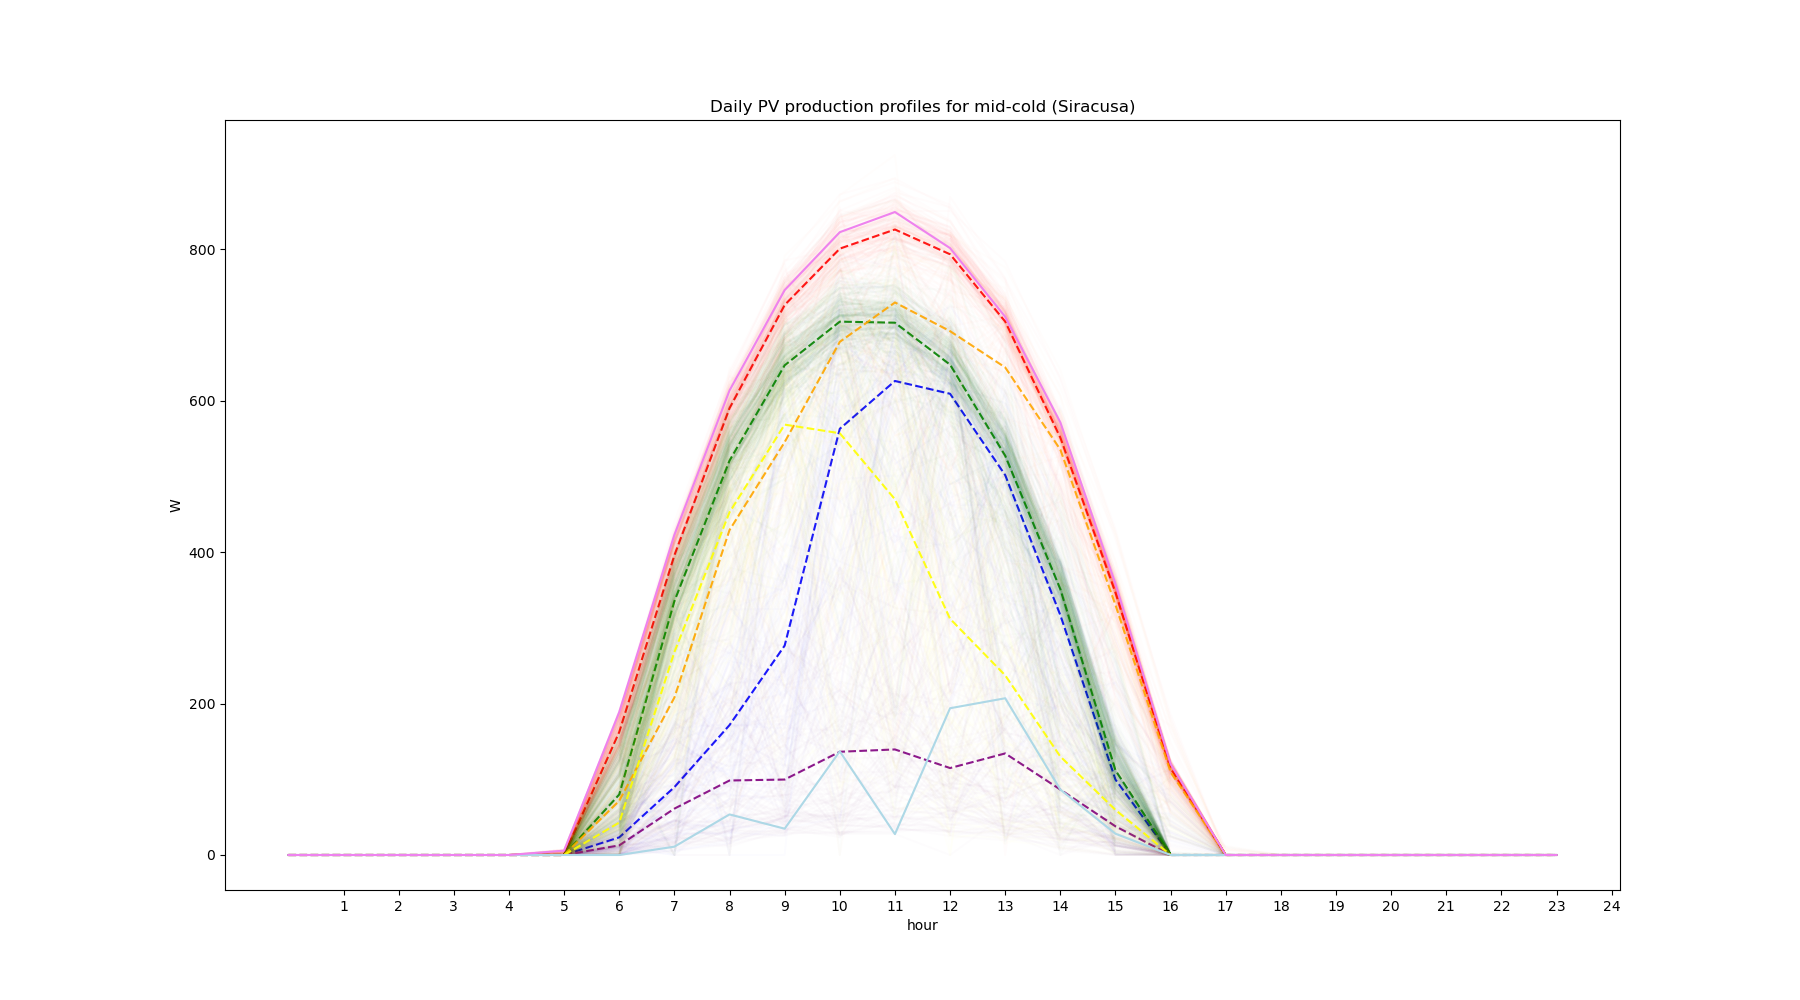 Daily PV production profiles for mid-cold (Siracusa)
800
600
400
200
0
W
1 2 3 4 5 6 7 8 9 10 11 12 13 14 15 16 17 18 19 20 21 22 23 24
hour